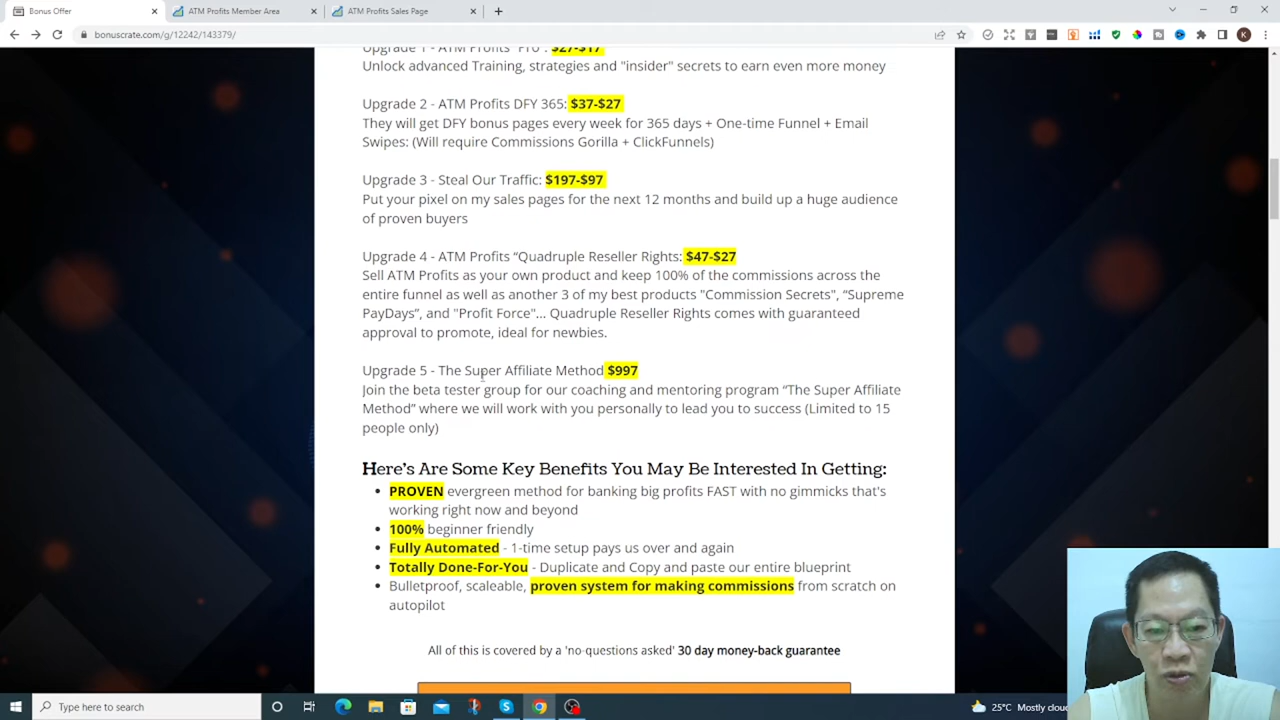 Bonus Offer
ATM Profits Member Area
ATM Profits Sales Page
bonuscrate.com/g/12242/143379/
Upgrade 1 - ATM Profits "Pro": $27-$17
Unlock advanced Training, strategies and "insider" secrets to earn even more money
Upgrade 2 - ATM Profits DFY 365: $37-$27
They will get DFY bonus pages every week for 365 days + One-time Funnel + Email
Swipes: (Will require Commissions Gorilla + ClickFunnels)
Upgrade 3 - Steal Our Traffic: $197-$97
Put your pixel on my sales pages for the next 12 months and build up a huge audience
of proven buyers
Upgrade 4 - ATM Profits “Quadruple Reseller Rights: $47-$27
Sell ATM Profits as your own product and keep 100% of the commissions across the
entire funnel as well as another 3 of my best products "Commission Secrets", “Supreme
PayDays”, and "Profit Force"... Quadruple Reseller Rights comes with guaranteed
approval to promote, ideal for newbies.
Upgrade 5 - The Super Affiliate Method $997
Join the beta tester group for our coaching and mentoring program “The Super Affiliate
Method” where we will work with you personally to lead you to success (Limited to 15
people only)
Here's Are Some Key Benefits You May Be Interested In Getting:
PROVEN evergreen method for banking big profits FAST with no gimmicks that's
working right now and beyond
100% beginner friendly
Fully Automated - 1-time setup pays us over and again
Totally Done-For-You - Duplicate and Copy and paste our entire blueprint
Bulletproof, scaleable, proven system for making commissions from scratch on
autopilot
All of this is covered by a 'no-questions asked' 30 day money-back guarantee
Type here to search
25°C Mostly cloud